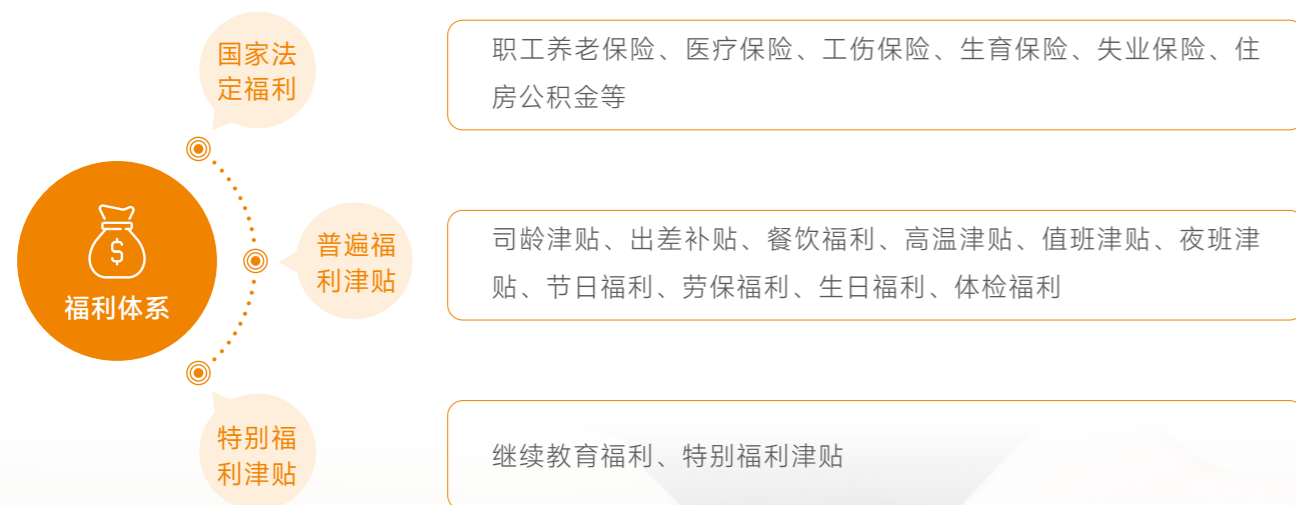 国家法
定福利
职工养老保险、医疗保险、工伤保险、生育保险、失业保险、住
房公积金等
福利体系
普遍福
利津贴
司龄津贴、出差补贴、餐饮福利、高温津贴、值班津贴、夜班津
贴、节日福利、劳保福利、生日福利、体检福利
特别福
利津贴
继续教育福利、特别福利津贴